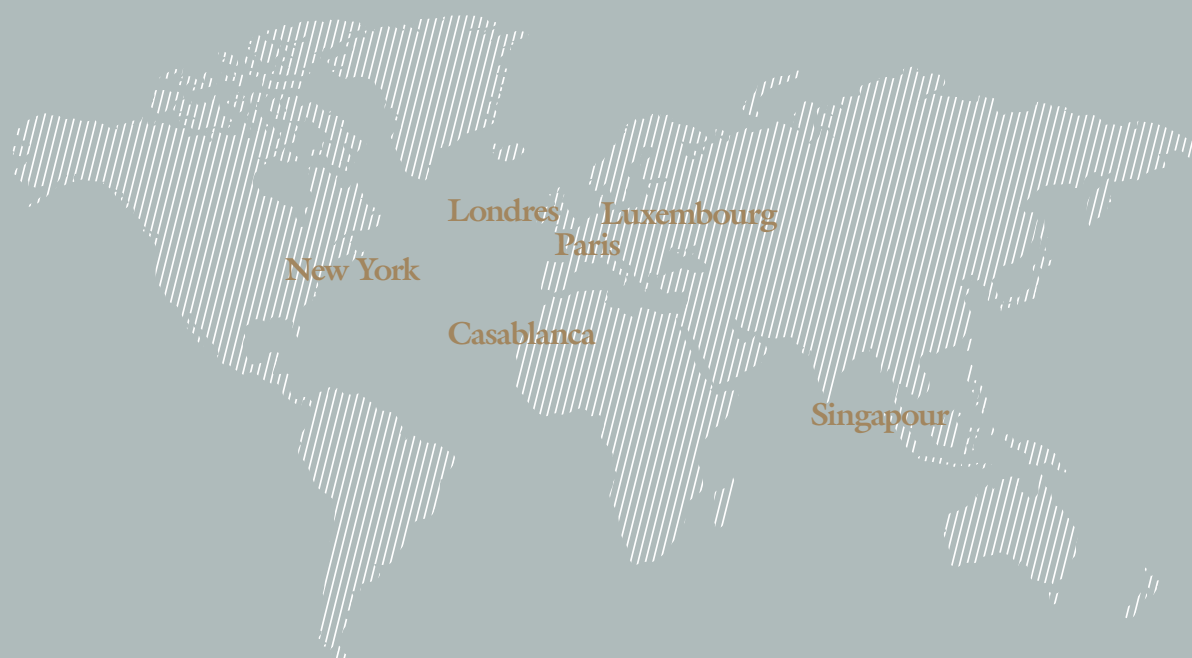 Londres
Luxembourg
Paris
New York
Casablanca
Singapour